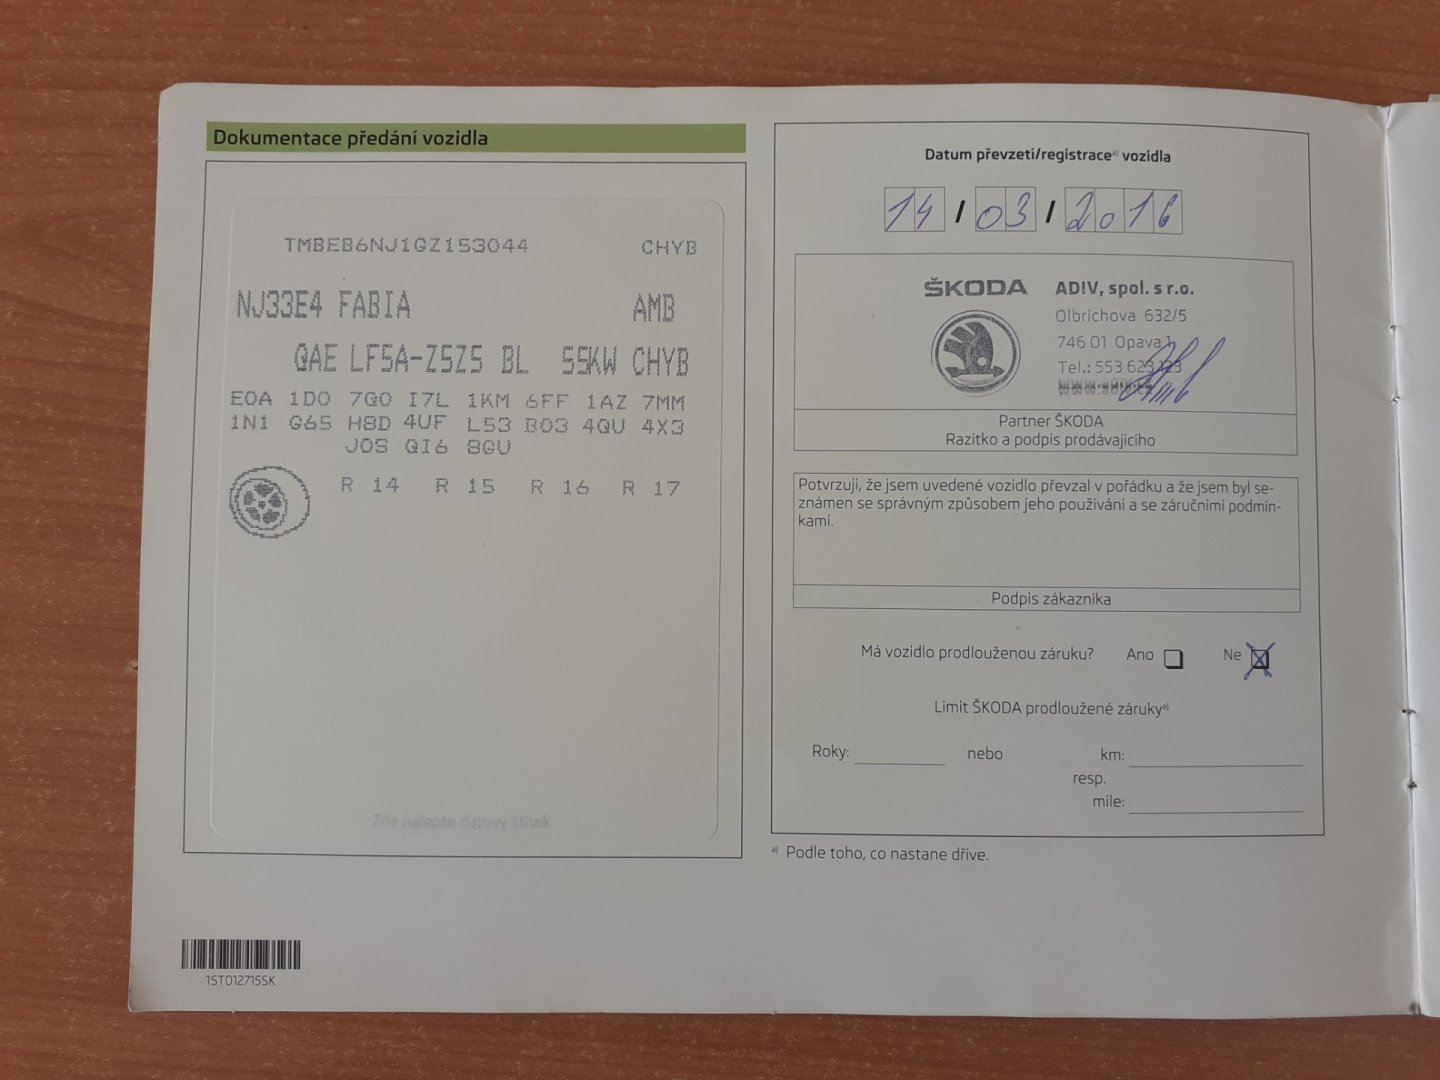 Dokumentace předání vozidla
TMBEB6NJ1GZ153044 CHYB
NJ33E4 FABIA AMB
QAE LF5A-Z5Z5 BL 55KW CHYB
E0A 1D0 7G0 I7L 1KM 6FF 1AZ 7MM
1N1 G65 H8D 4UF L53 B03 4QU 4X3
J0S QI6 8GU
R 14 R 15 R 16 R 17
Zde nalepte datový štítek
1ST012715SK
Datum převzetí/registraceᵃ⁾ vozidla
14 / 03 / 2016
ŠKODA
ADIV, spol. s r.o.
Olbrichova 632/5
746 01 Opava 1
Tel.: 553 623
Partner ŠKODA
Razítko a podpis prodávajícího
Potvrzuji, že jsem uvedené vozidlo převzal v pořádku a že jsem byl se-
známen se správným způsobem jeho používání a se záručními podmín-
kami.
Podpis zákazníka
Má vozidlo prodlouženou záruku? Ano Ne
Limit ŠKODA prodloužené zárukyᵃ⁾
Roky: nebo km:
resp.
míle:
ᵃ⁾ Podle toho, co nastane dříve.